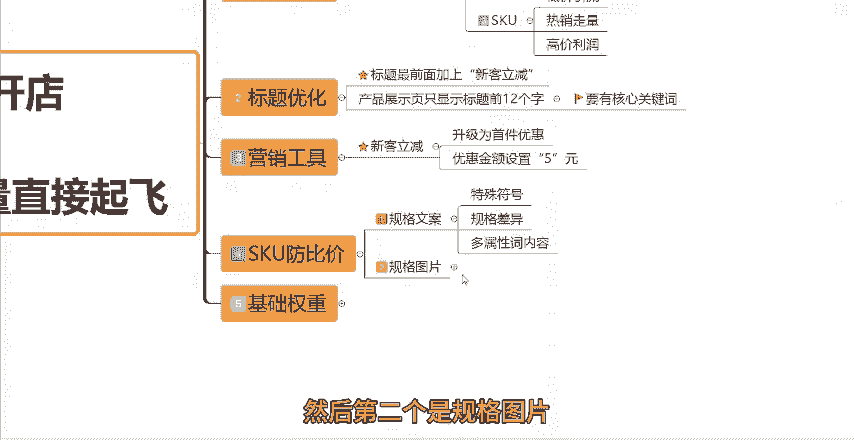 SKU
热销走量
高价利润
开店
量直接起飞
标题优化
标题最前面加上“新客立减”
产品展示页只显示标题前12个字
要有核心关键词
营销工具
新客立减
升级为首件优惠
优惠金额设置“5”元
SKU防比价
规格文案
特殊符号
规格差异
多属性词内容
规格图片
5 基础权重
然后第二个是规格图片